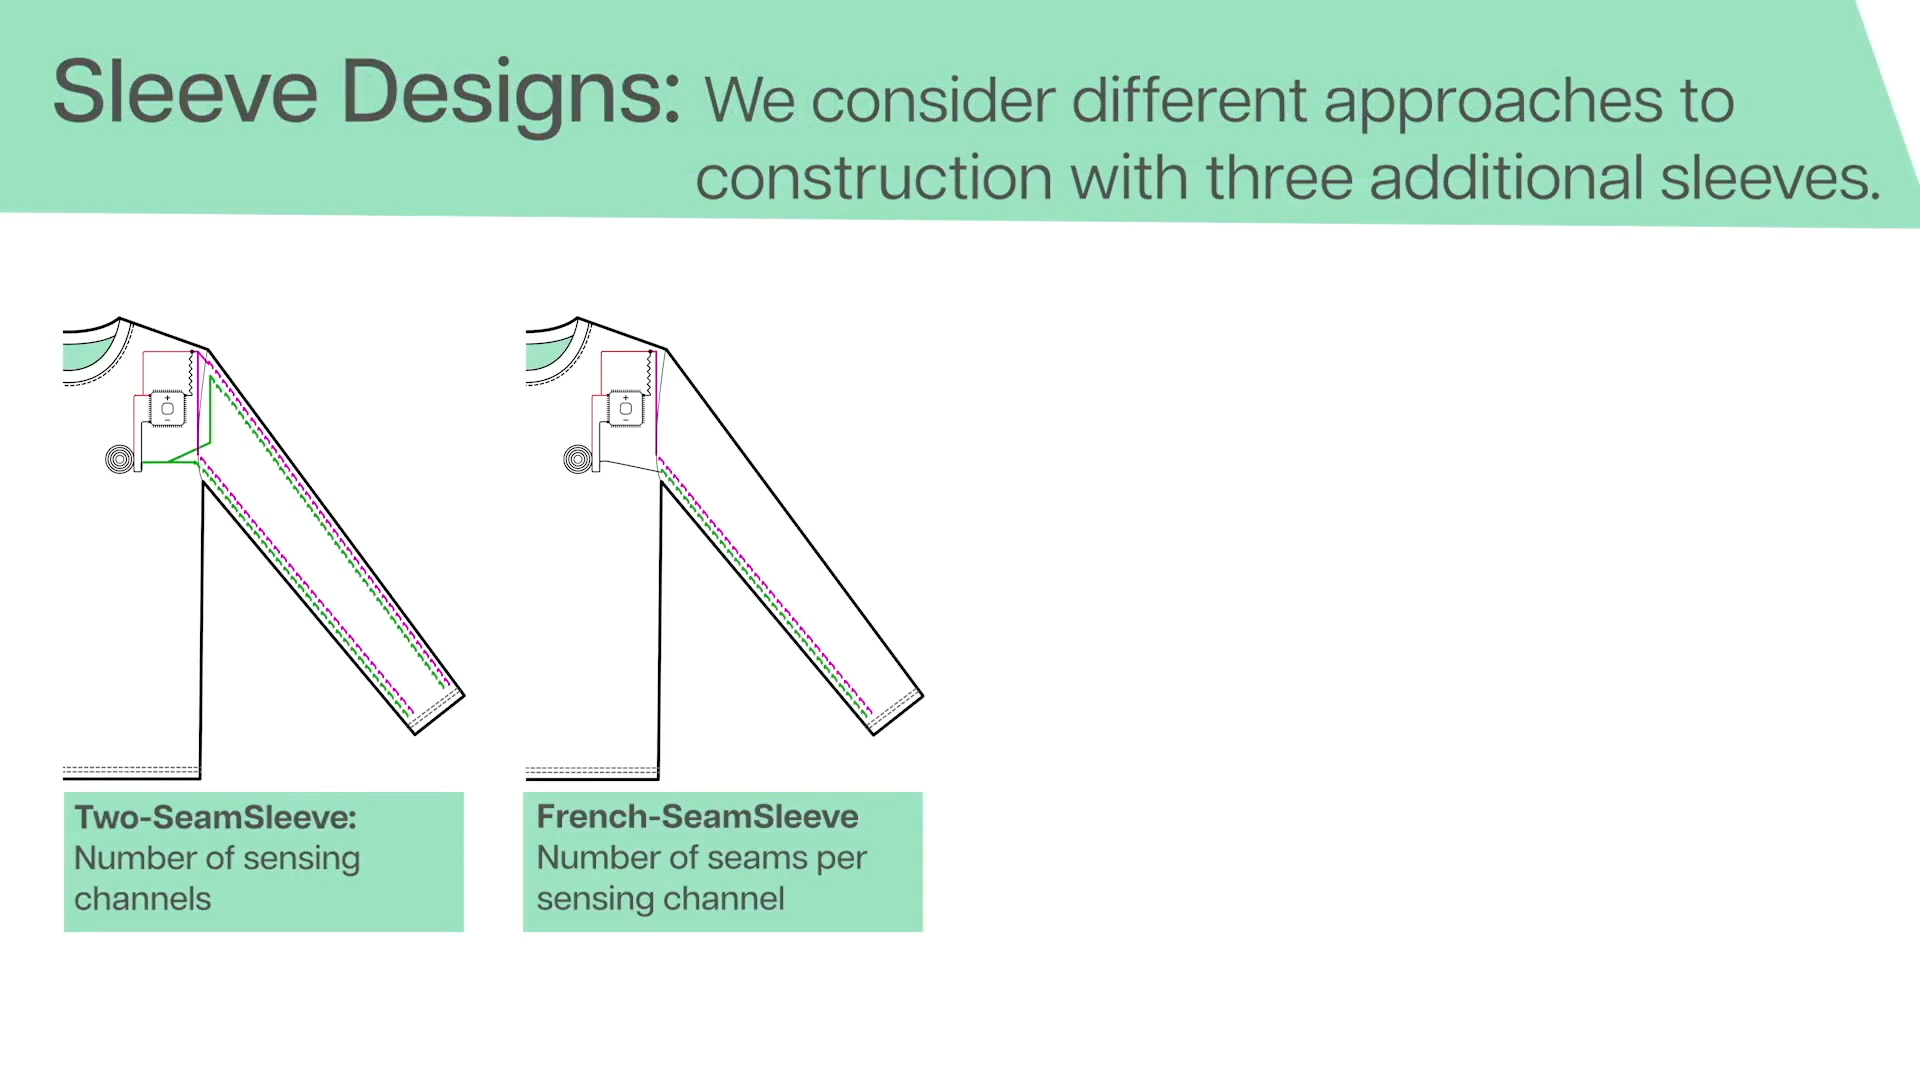 Sleeve Designs: We consider different approaches to
construction with three additional sleeves.
Two-SeamSleeve:
Number of sensing
channels
French-SeamSleeve
Number of seams per
sensing channel